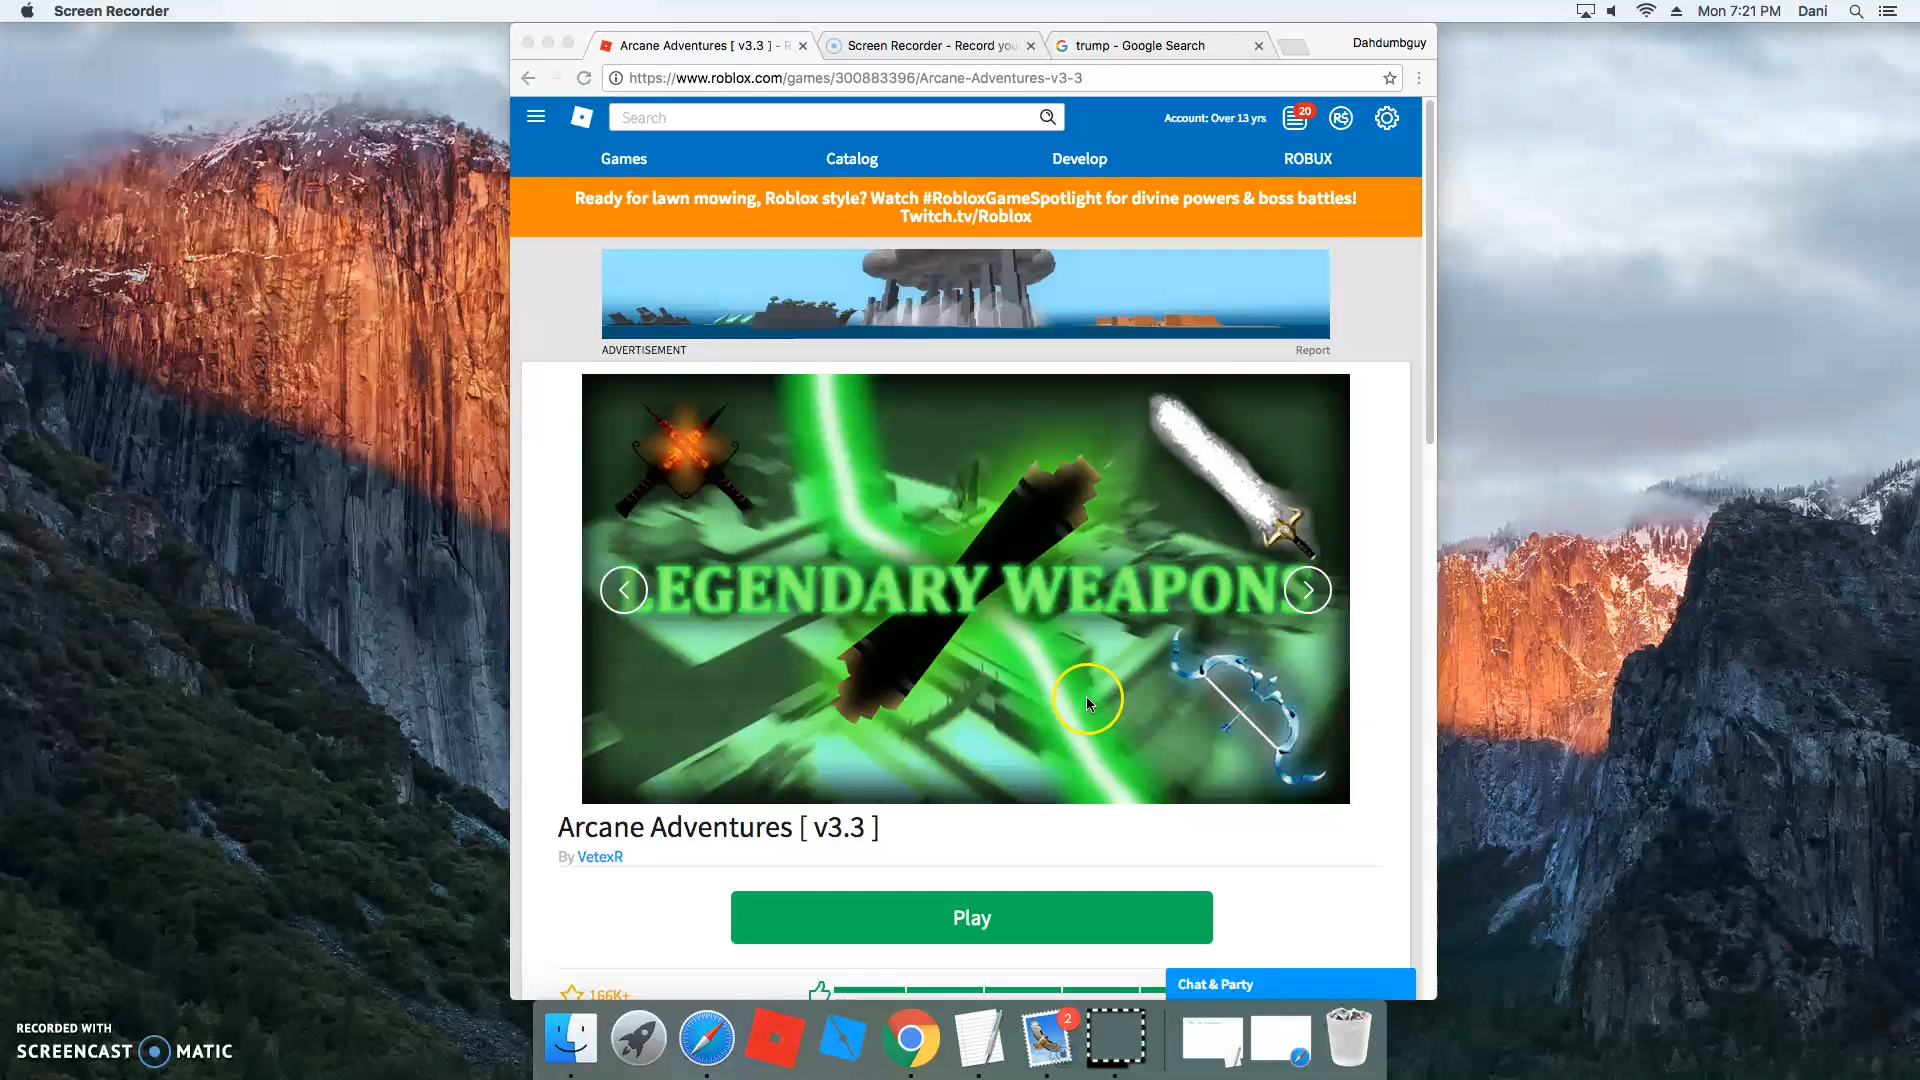 Screen Recorder
Mon 7:21 PM Dani
Arcane Adventures [ v3.3 ] - R
Screen Recorder - Record you
trump - Google Search
Dahdumbguy
https://www.roblox.com/games/300883396/Arcane-Adventures-v3-3
Search
Account: Over 13 yrs
20
R$
Games Catalog Develop ROBUX
Ready for lawn mowing, Roblox style? Watch #RobloxGameSpotlight for divine powers & boss battles!
Twitch.tv/Roblox
ADVERTISEMENT Report
LEGENDARY WEAPONS
Arcane Adventures [ v3.3 ]
By VetexR
Play
166K+
Chat & Party
2
RECORDED WITH
SCREENCAST MATIC